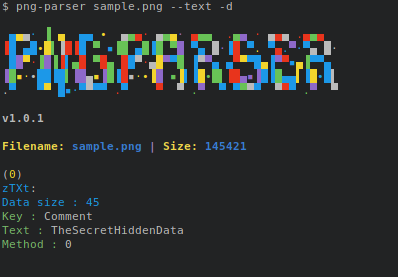 $ png-parser sample.png --text -d
v1.0.1
Filename: sample.png | Size: 145421
(0)
zTXt:
Data size : 45
Key : Comment
Text : TheSecretHiddenData
Method : 0